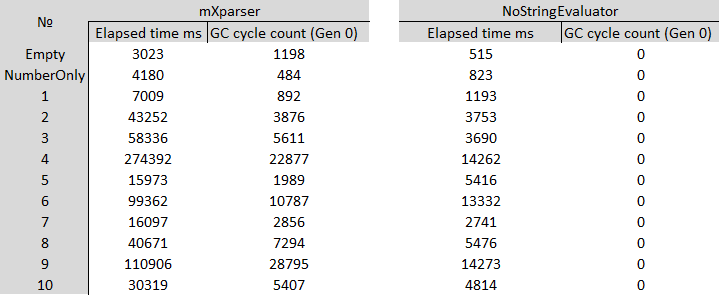 № mXparser NoStringEvaluator
Elapsed time ms GC cycle count (Gen 0) Elapsed time ms GC cycle count (Gen 0)
Empty 3023 1198 515 0
NumberOnly 4180 484 823 0
1 7009 892 1193 0
2 43252 3876 3753 0
3 58336 5611 3690 0
4 274392 22877 14262 0
5 15973 1989 5416 0
6 99362 10787 13332 0
7 16097 2856 2741 0
8 40671 7294 5476 0
9 110906 28795 14273 0
10 30319 5407 4814 0